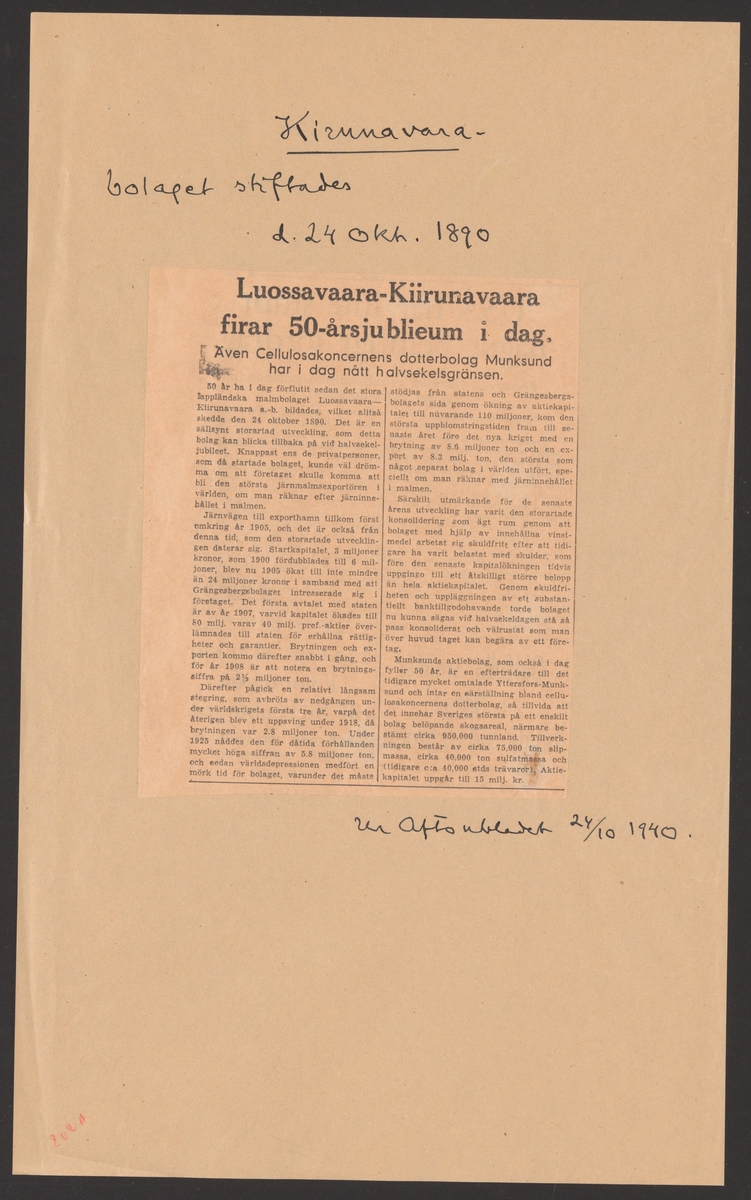 Kirunavara-
bolaget stiftades
d. 24 Okt. 1890
Luossavaara-Kiirunavaara
firar 50-årsjublieum i dag.
Även Cellulosakoncernens dotterbolag Munksund
har i dag nått halvsekelsgränsen.
50 år ha i dag förflutit sedan det stora
lappländska malmbolaget Luossavaara—
Kiirunavaara a.-b. bildades, vilket alltså
skedde den 24 oktober 1890. Det är en
sällsynt storartad utveckling, som detta
bolag kan blicka tillbaka på vid halvsekel-
jubileet. Knappast ens de privatpersoner,
som då startade bolaget, kunde väl dröm-
ma om att företaget skulle komma att
bli den största järnmalmsexportören i
världen, om man räknar efter järninne-
hållet i malmen.
Järnvägen till exporthamn tillkom först
omkring år 1905, och det är också från
denna tid, som den storartade utvecklin-
gen daterar sig. Startkapitalet, 3 miljoner
kronor, som 1900 fördubblades till 6 mil-
joner, blev nu 1905 ökat till inte mindre
än 24 miljoner kronor i samband med att
Grängesbergsbolaget intresserade sig i
företaget. Det första avtalet med staten
är av år 1907, varvid kapitalet ökades till
80 milj. varav 40 milj. pref.-aktier över-
lämnades till staten för erhållna rättig-
heter och garantier. Brytningen och ex-
porten kommo därefter snabbt i gång, och
för år 1908 är att notera en brytnings-
siffra på 2½ miljoner ton.
Därefter pågick en relativt långsam
stegring, som avbröts av nedgången un-
der världskrigets första tre år, varpå det
återigen blev ett uppsving under 1918, då
brytningen var 2.8 miljoner ton. Under
1925 nåddes den för dåtida förhållanden
mycket höga siffran av 5.8 miljoner ton,
och sedan världsdepressionen medfört en
mörk tid för bolaget, varunder det måste
stödjas från statens och Grängesbergs-
bolagets sida genom ökning av aktiekapi-
talet till nuvarande 110 miljoner, kom den
största uppblomstringstiden fram till se-
naste året före det nya kriget med en
brytning av 8.6 miljoner ton och en ex-
port av 8.3 milj. ton, den största som
något separat bolag i världen utfört, spe-
ciellt om man räknar med järninnehållet
i malmen.
Särskilt utmärkande för de senaste
årens utveckling har varit den storartade
konsolidering som ägt rum genom att
bolaget med hjälp av innehållna vinst-
medel arbetat sig skuldfritt efter att tidi-
gare ha varit belastat med skulder, som
före den senaste kapitalökningen tidvis
uppgingo till ett åtskilligt större belopp
än hela aktiekapitalet. Genom skuldfri-
heten och uppläggningen av ett substan-
tiellt banktillgodohavande torde bolaget
nu kunna sägas vid halvsekeldagen stå så
pass konsoliderat och välrustat som man
över huvud taget kan begära av ett före-
tag.
Munksunds aktiebolag, som också i dag
fyller 50 år, är en efterträdare till det
tidigare mycket omtalade Yttersfors-Munk-
sund och intar en särställning bland cellu-
losakoncernens dotterbolag, så tillvida att
det innehar Sveriges största på ett enskilt
bolag belöpande skogsareal, närmare be-
stämt cirka 950,000 tunnland. Tillverk-
ningen består av cirka 75,000 ton slip-
massa, cirka 40,000 ton sulfatmassa och
(tidigare c:a 40,000 stds trävaror). Aktie-
kapitalet uppgår till 15 milj. kr.
ur Aftonbladet 24/10 1940.